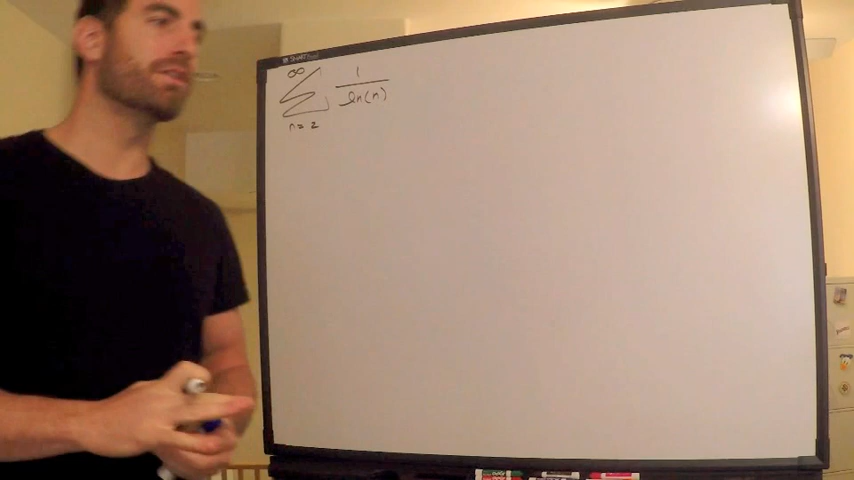 ∞
∑ 1/ln(n)
n=2